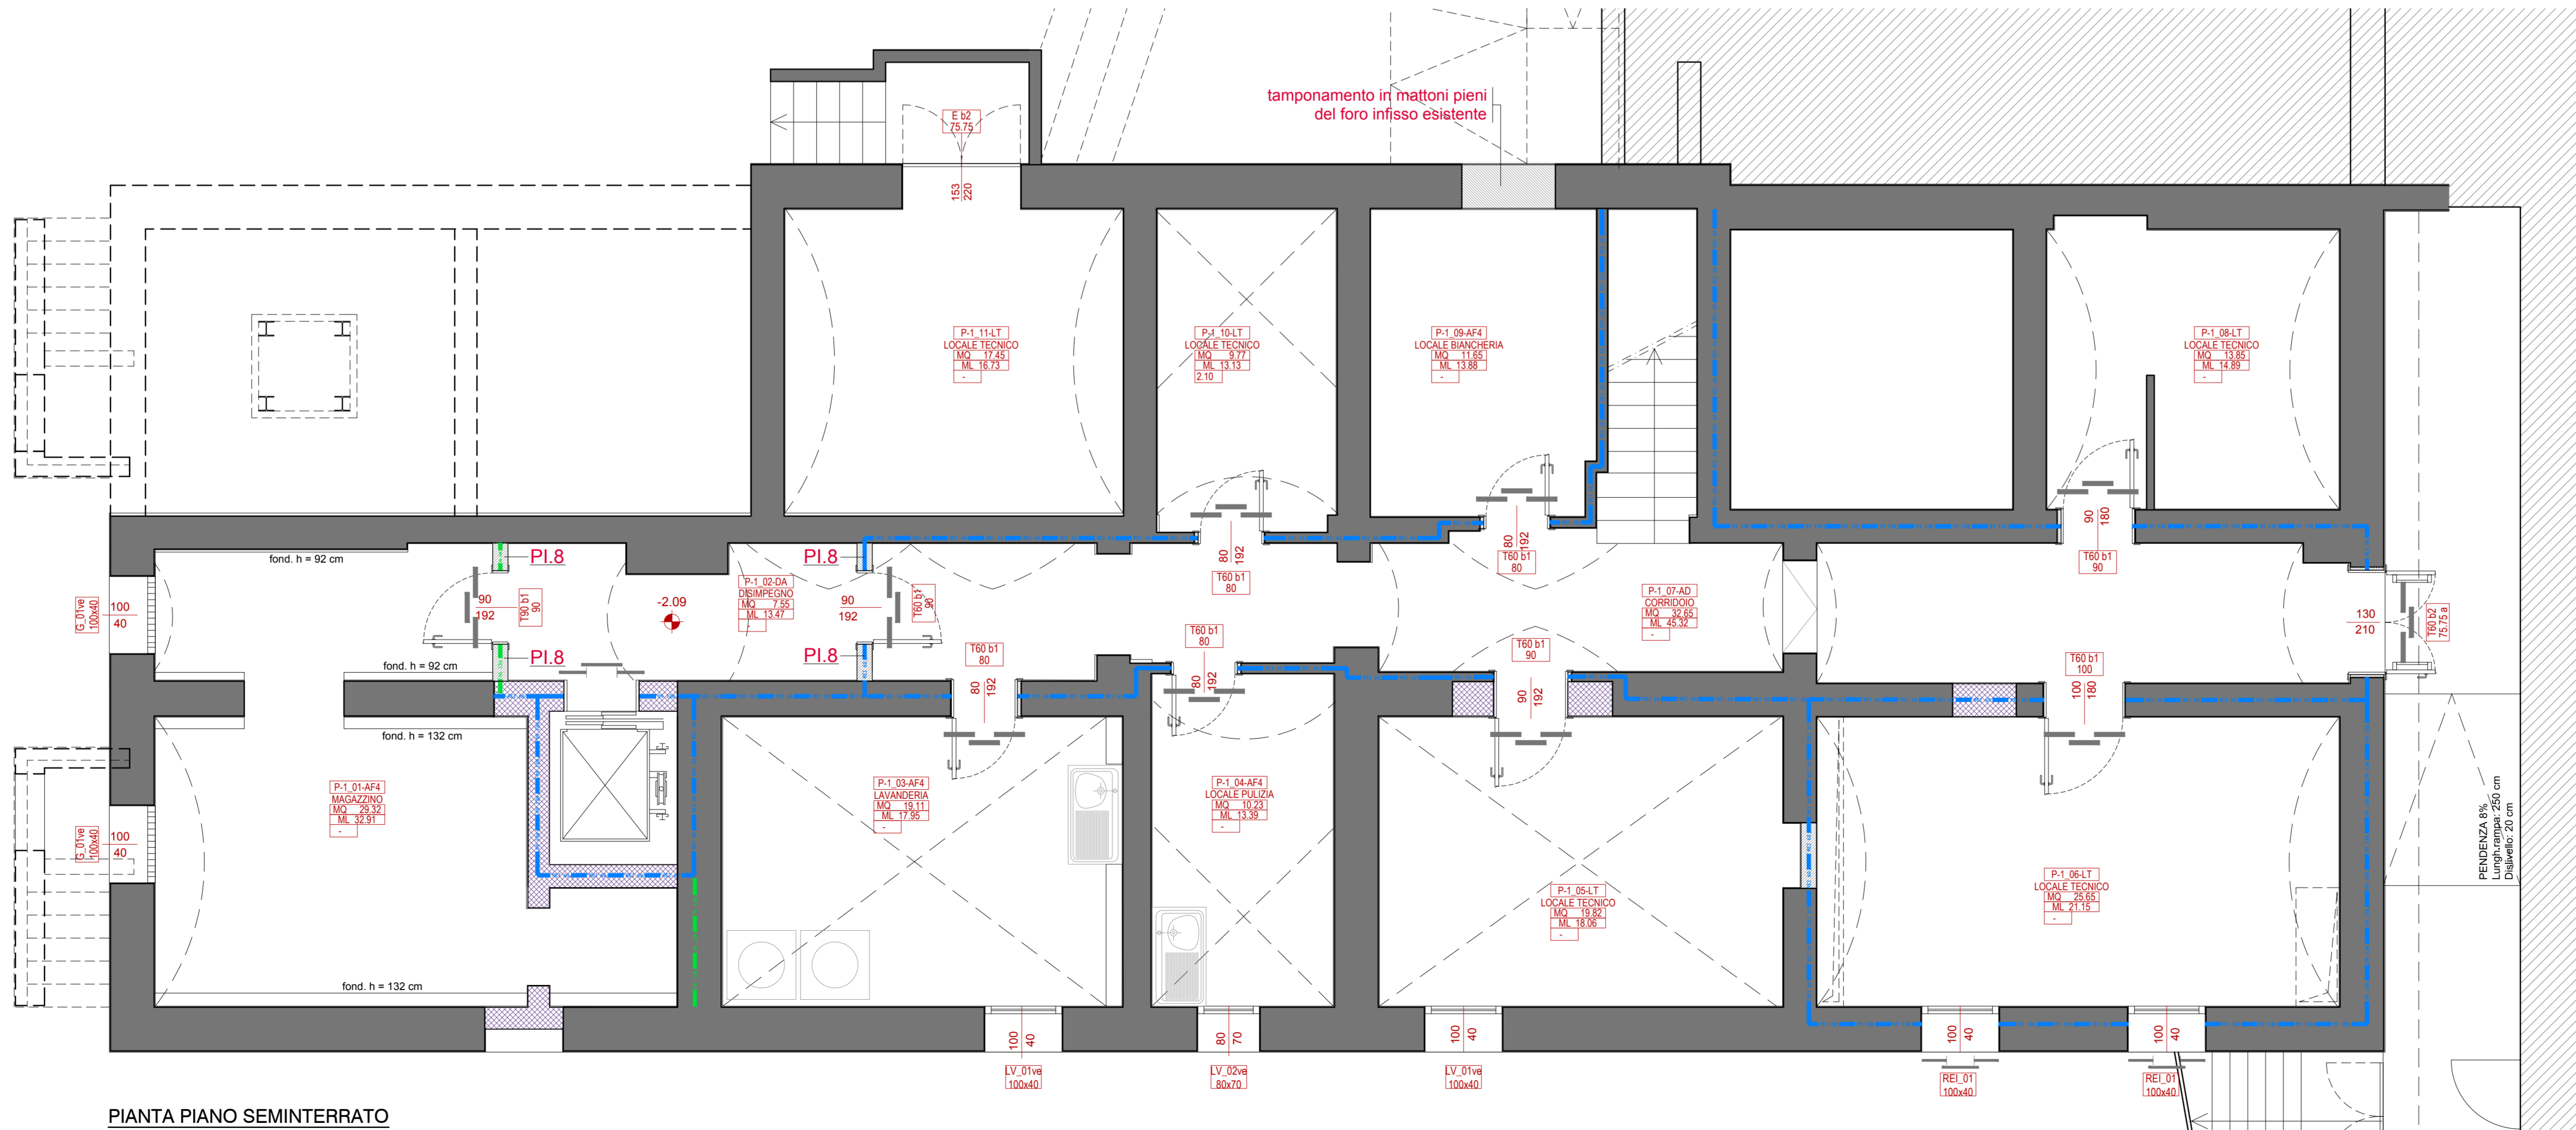 tamponamento in mattoni pieni
del foro infisso esistente
E b2
75.75
153
220
P-1_11-LT
LOCALE TECNICO
MQ 17.45
ML 16.73
-
P-1_10-LT
LOCALE TECNICO
MQ 9.77
ML 13.13
2.10
P-1_09-AF4
LOCALE BIANCHERIA
MQ 11.65
ML 13.88
-
P-1_08-LT
LOCALE TECNICO
MQ 13.85
ML 14.89
-
fond. h = 92 cm
PI.8
PI.8
G_01ve
100x40
100
40
90
192
T90 b1
90
-2.09
P-1_02-DA
DISIMPEGNO
MQ 7.55
ML 13.47
-
90
192
T60 b1
90
80
192
T60 b1
80
80
192
T60 b1
80
90
180
T60 b1
90
P-1_07-AD
CORRIDOIO
MQ 32.65
ML 45.32
-
130
210
T60 b2
75.75 a
fond. h = 92 cm
PI.8
PI.8
T60 b1
80
80
192
T60 b1
80
80
192
T60 b1
90
90
192
T60 b1
100
100
180
fond. h = 132 cm
P-1_01-AF4
MAGAZZINO
MQ 29.32
ML 32.91
-
G_01ve
100x40
100
40
P-1_03-AF4
LAVANDERIA
MQ 19.11
ML 17.95
-
P-1_04-AF4
LOCALE PULIZIA
MQ 10.23
ML 13.39
-
P-1_05-LT
LOCALE TECNICO
MQ 19.82
ML 18.06
-
P-1_06-LT
LOCALE TECNICO
MQ 25.65
ML 21.15
-
PENDENZA 8%
Lungh.rampa: 250 cm
Dislivello: 20 cm
fond. h = 132 cm
100
40
LV_01ve
100x40
80
70
LV_02ve
80x70
100
40
LV_01ve
100x40
100
40
REI_01
100x40
100
40
REI_01
100x40
PIANTA PIANO SEMINTERRATO